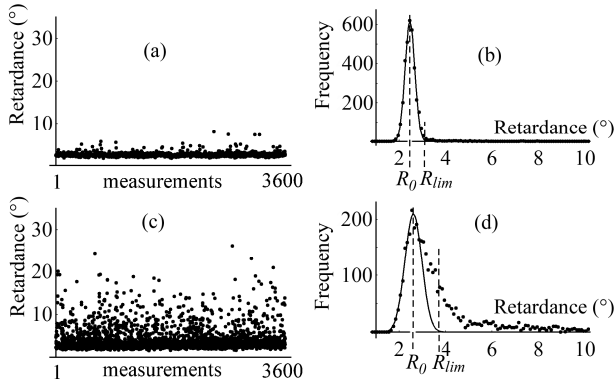 Retardance (°)
30
20
10
(a)
1 measurements 3600
Frequency
600
400
200
(b)
Retardance (°)
2 4 6 8 10
R0 Rlim
Retardance (°)
30
20
10
(c)
1 measurements 3600
Frequency
200
100
(d)
Retardance (°)
2 4 6 8 10
R0 Rlim